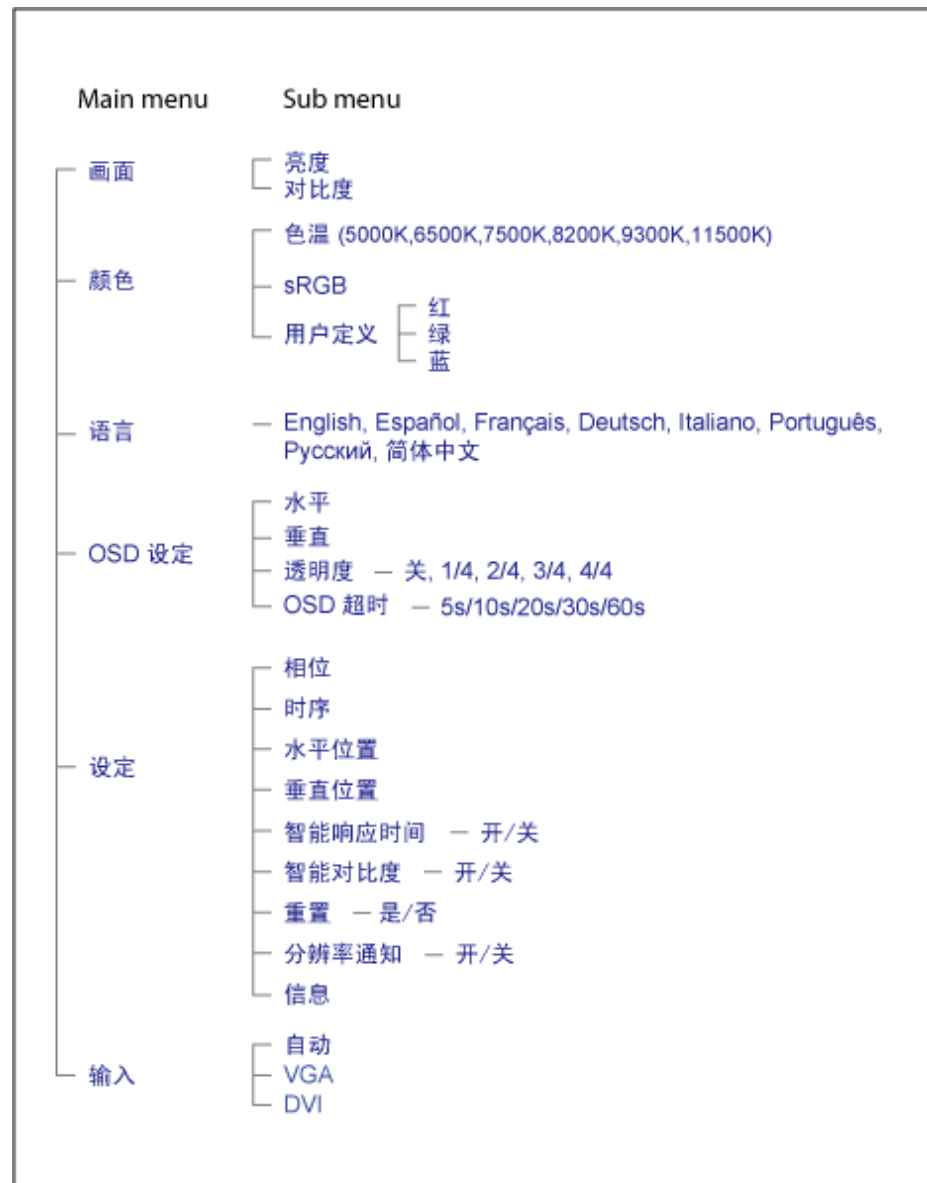 Main menu Sub menu
画面
亮度
对比度
颜色
色温 (5000K,6500K,7500K,8200K,9300K,11500K)
sRGB
用户定义
红
绿
蓝
语言
English, Español, Français, Deutsch, Italiano, Português,
Русский, 简体中文
OSD 设定
水平
垂直
透明度 — 关, 1/4, 2/4, 3/4, 4/4
OSD 超时 — 5s/10s/20s/30s/60s
设定
相位
时序
水平位置
垂直位置
智能响应时间 — 开/关
智能对比度 — 开/关
重置 — 是/否
分辨率通知 — 开/关
信息
输入
自动
VGA
DVI